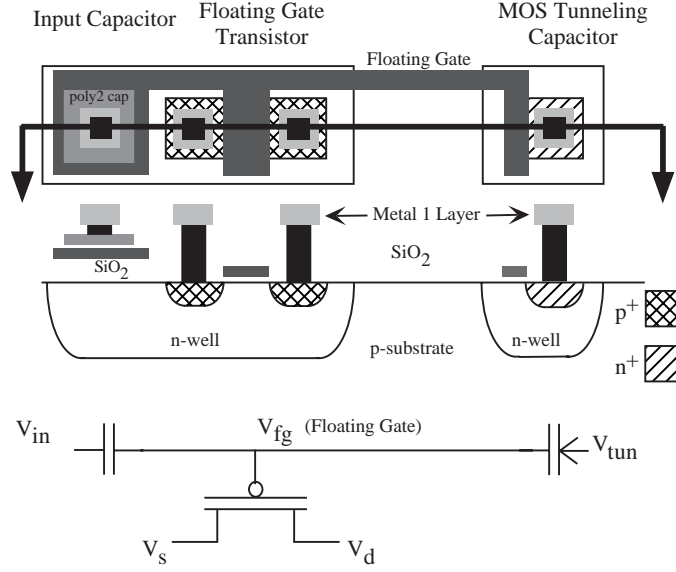 Input Capacitor
Floating Gate
Transistor
MOS Tunneling
Capacitor
Floating Gate
poly2 cap
Metal 1 Layer
SiO2
SiO2
p+
n-well
p-substrate
n-well
n+
Vin
Vfg (Floating Gate)
Vtun
Vs
Vd